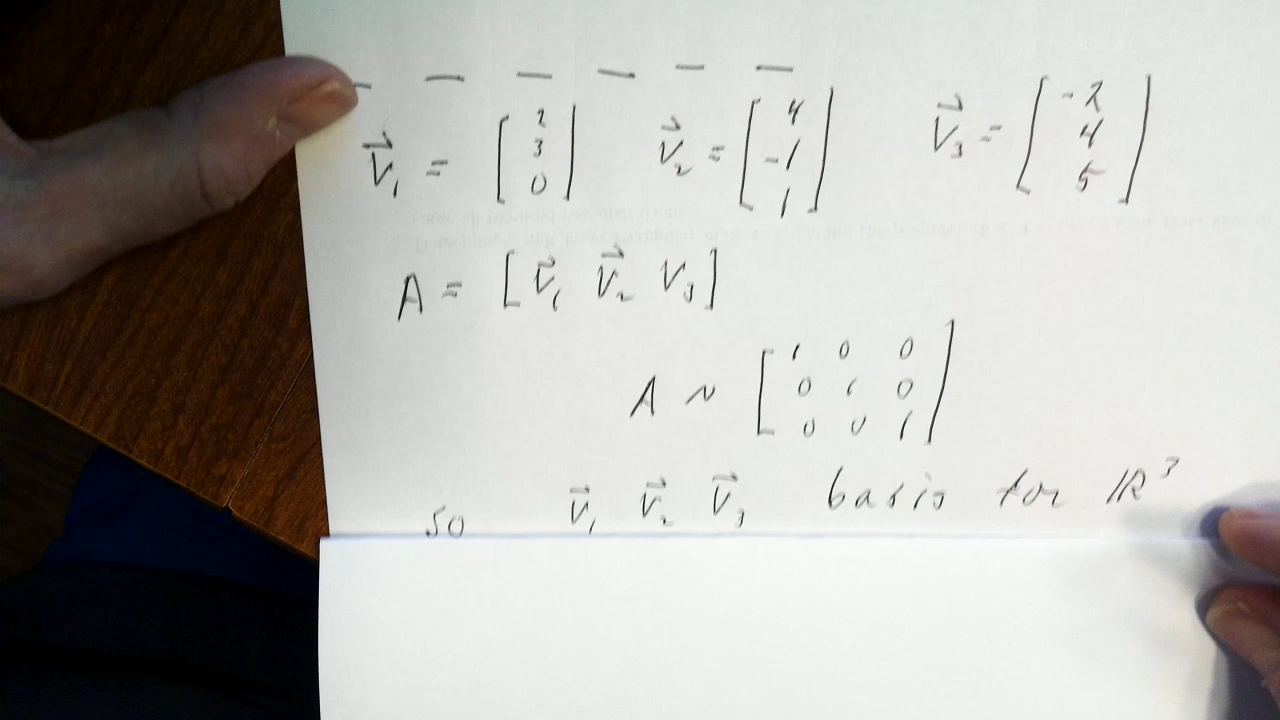 v⃗₁ = [ 2 3 0 ] v⃗₂ = [ 4 -1 1 ] v⃗₃ = [ -2 4 5 ]
A = [ v⃗₁ v⃗₂ v₃ ]
A ~ [ 1 0 0
0 1 0
0 0 1 ]
so v⃗₁ v⃗₂ v⃗₃ basis for ℝ³